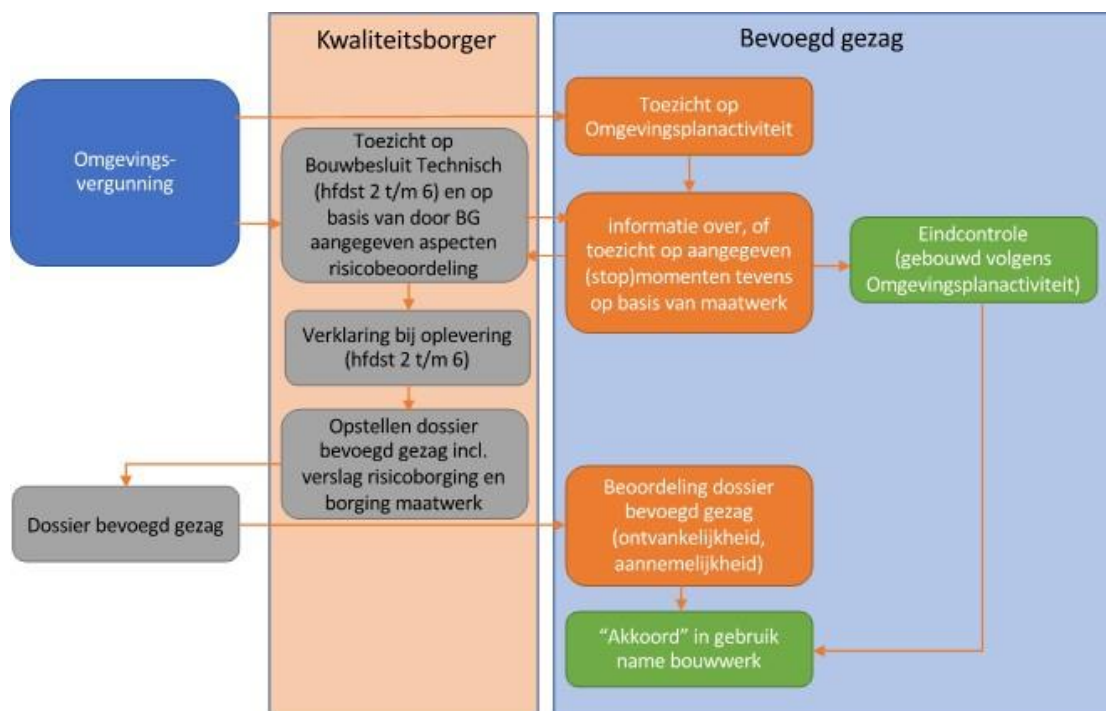 Kwaliteitsborger
Bevoegd gezag
Omgevings-
vergunning
Toezicht op
Omgevingsplanactiviteit
Toezicht op
Bouwbesluit Technisch
(hfdst 2 t/m 6) en op
basis van door BG
aangegeven aspecten
risicobeoordeling
informatie over, of
toezicht op aangegeven
(stop)momenten tevens
op basis van maatwerk
Eindcontrole
(gebouwd volgens
Omgevingsplanactiviteit)
Verklaring bij oplevering
(hfdst 2 t/m 6)
Opstellen dossier
bevoegd gezag incl.
verslag risicoborging en
borging maatwerk
Dossier bevoegd gezag
Beoordeling dossier
bevoegd gezag
(ontvankelijkheid,
aannemelijkheid)
“Akkoord” in gebruik
name bouwwerk